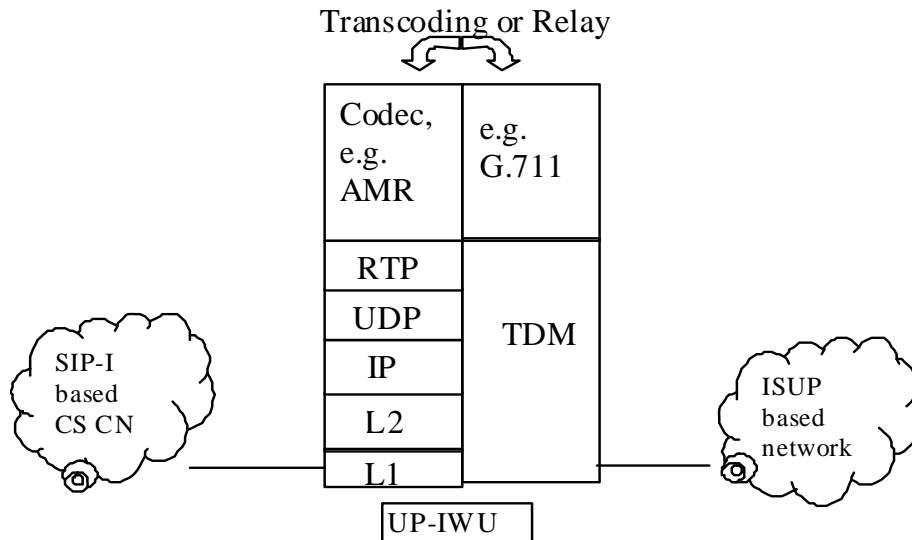 Transcoding or Relay
Codec,
e.g.
AMR
e.g.
G.711
RTP
UDP
IP
L2
L1
TDM
SIP-I
based
CS CN
ISUP
based
network
UP-IWU